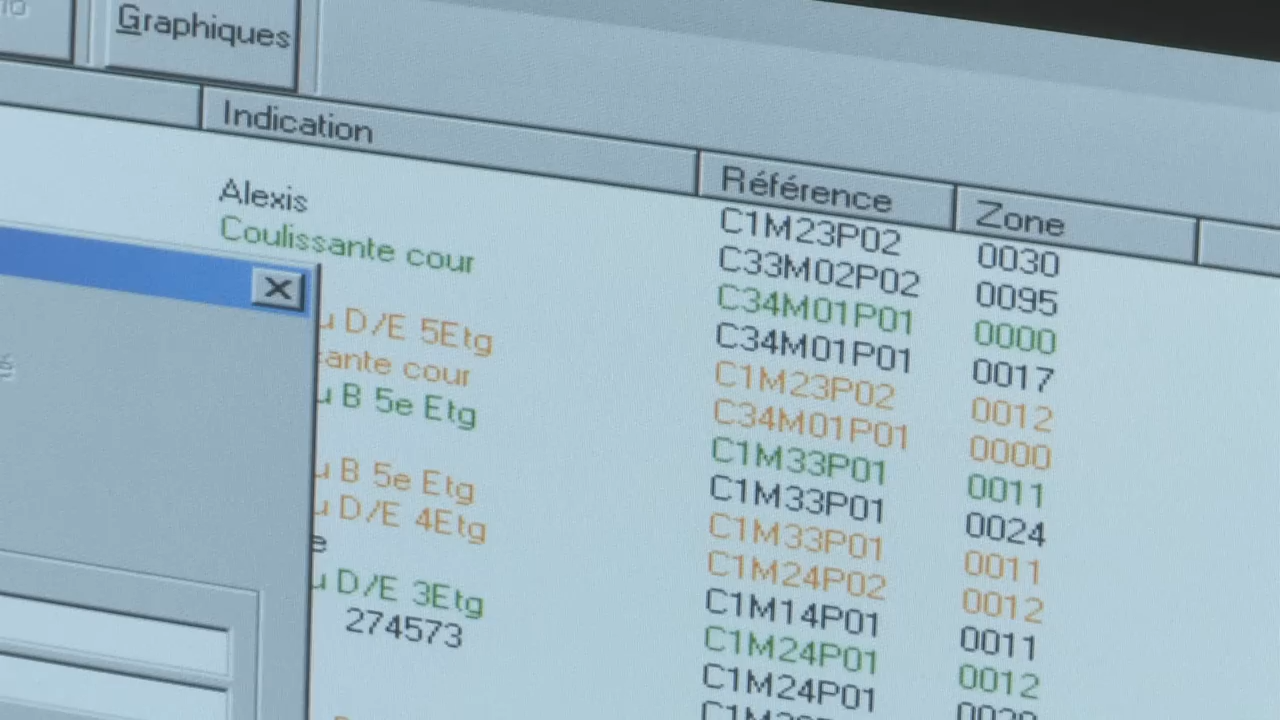 Graphiques
Indication Référence Zone
C1M23P02 0030
Alexis C33M02P02 0095
Coulissante cour C34M01P01 0000
C34M01P01 0017
u D/E 5Etg C1M23P02 0012
sante cour C34M01P01 0000
u B 5e Etg C1M33P01 0011
C1M33P01 0024
u B 5e Etg C1M33P01 0011
u D/E 4Etg C1M24P02 0012
e C1M14P01 0011
u D/E 3Etg C1M24P01 0012
274573 C1M24P01